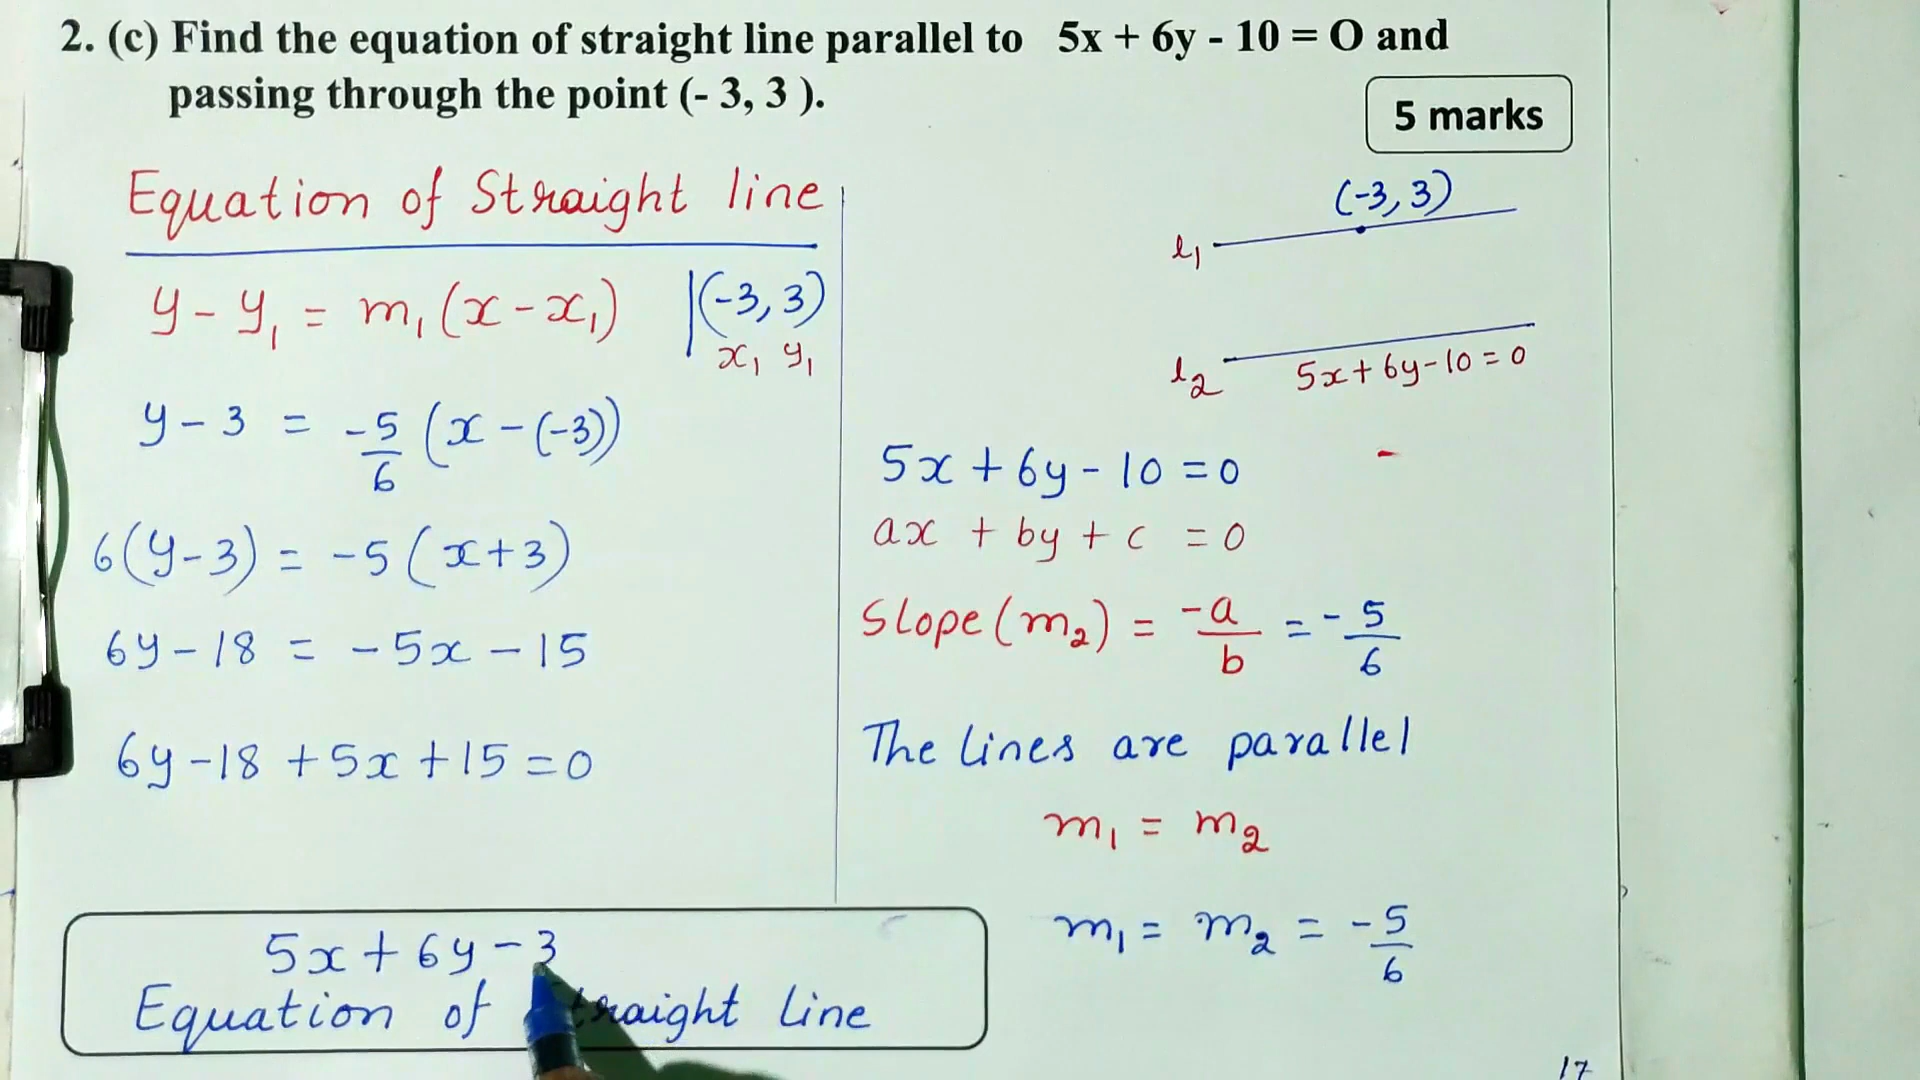 2. (c) Find the equation of straight line parallel to 5x + 6y - 10 = O and
passing through the point (- 3, 3 ).
5 marks
Equation of Straight line
y - y₁ = m₁(x - x₁) |(-3, 3)
x₁ y₁
y - 3 = -5/6 (x - (-3))
6(y-3) = -5(x+3)
6y - 18 = -5x - 15
6y - 18 + 5x + 15 = 0
5x + 6y - 3
Equation of Straight line
(-3, 3)
l₁
l₂
5x + 6y - 10 = 0
5x + 6y - 10 = 0
ax + by + c = 0
Slope(m₂) = -a/b = -5/6
The lines are parallel
m₁ = m₂
m₁ = m₂ = -5/6
17